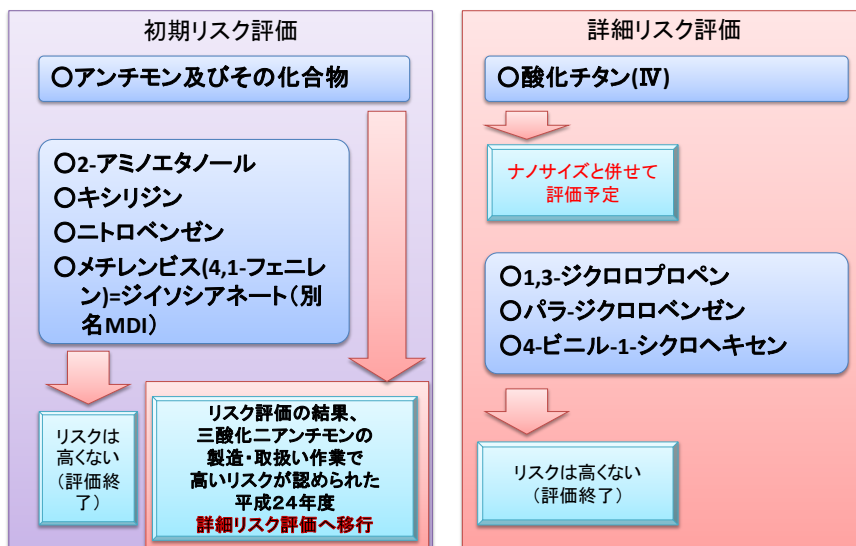 初期リスク評価
○アンチモン及びその化合物
○2-アミノエタノール
○キシリジン
○ニトロベンゼン
○メチレンビス(4,1-フェニレ
ン)=ジイソシアネート（別
名MDI）
リスクは
高くない
（評価終
了）
リスク評価の結果、
三酸化二アンチモンの
製造・取扱い作業で
高いリスクが認められた
平成２４年度
詳細リスク評価へ移行
詳細リスク評価
○酸化チタン(Ⅳ)
ナノサイズと併せて
評価予定
○1,3-ジクロロプロペン
○パラ-ジクロロベンゼン
○4-ビニル-1-シクロヘキセン
リスクは高くない
（評価終了）